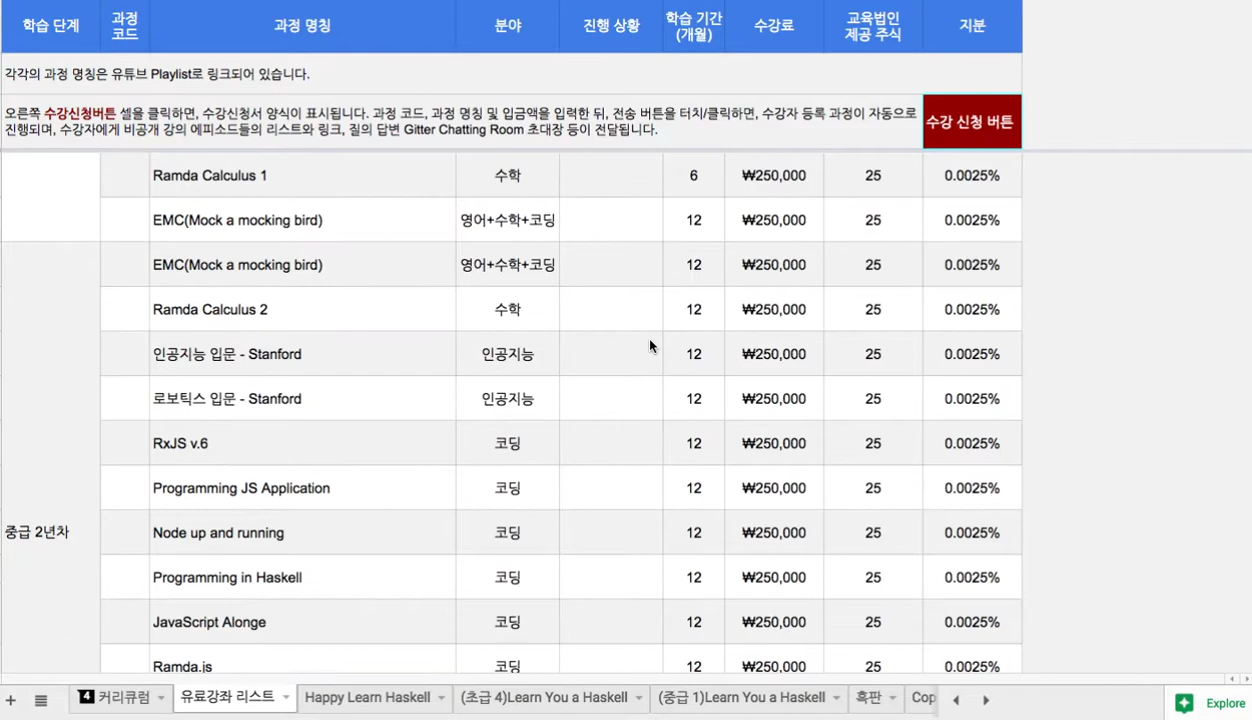 학습 단계 과정 코드 과정 명칭 분야 진행 상황 학습 기간 (개월) 수강료 교육법인 제공 주식 지분
각각의 과정 명칭은 유튜브 Playlist로 링크되어 있습니다.
오른쪽 수강신청버튼 셀을 클릭하면, 수강신청서 양식이 표시됩니다. 과정 코드, 과정 명칭 및 입금액을 입력한 뒤, 전송 버튼을 터치/클릭하면, 수강자 등록 과정이 자동으로
진행되며, 수강자에게 비공개 강의 에피소드들의 리스트와 링크, 질의 답변 Gitter Chatting Room 초대장 등이 전달됩니다.
수강 신청 버튼
Ramda Calculus 1 수학 6 ₩250,000 25 0.0025%
EMC(Mock a mocking bird) 영어+수학+코딩 12 ₩250,000 25 0.0025%
EMC(Mock a mocking bird) 영어+수학+코딩 12 ₩250,000 25 0.0025%
Ramda Calculus 2 수학 12 ₩250,000 25 0.0025%
인공지능 입문 - Stanford 인공지능 12 ₩250,000 25 0.0025%
로보틱스 입문 - Stanford 인공지능 12 ₩250,000 25 0.0025%
RxJS v.6 코딩 12 ₩250,000 25 0.0025%
Programming JS Application 코딩 12 ₩250,000 25 0.0025%
중급 2년차 Node up and running 코딩 12 ₩250,000 25 0.0025%
Programming in Haskell 코딩 12 ₩250,000 25 0.0025%
JavaScript Alonge 코딩 12 ₩250,000 25 0.0025%
Ramda.js 코딩 12 ₩250,000 25 0.0025%
4 커리큐럼 유료강좌 리스트 Happy Learn Haskell (초급 4)Learn You a Haskell (중급 1)Learn You a Haskell 흑판 Cop Explore